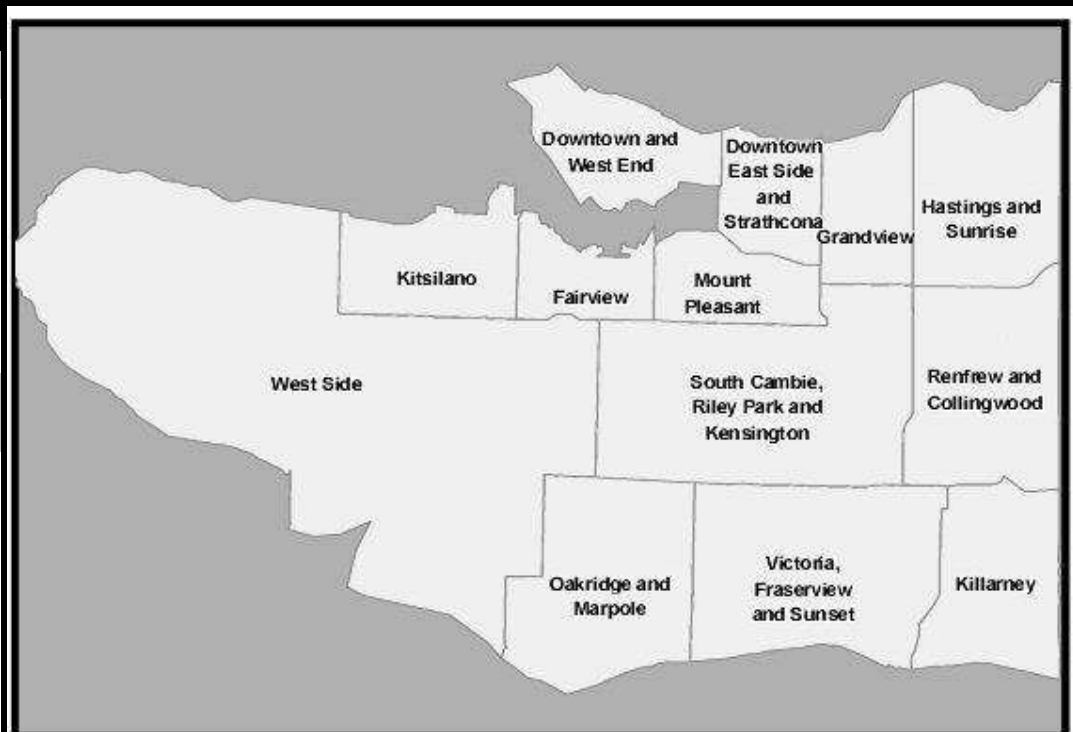 Downtown and
West End
Downtown
East Side
and
Strathcona
Grandview
Hastings and
Sunrise
Kitsilano
Fairview
Mount
Pleasant
West Side
South Cambie,
Riley Park and
Kensington
Renfrew and
Collingwood
Oakridge and
Marpole
Victoria,
Fraserview
and Sunset
Killarney